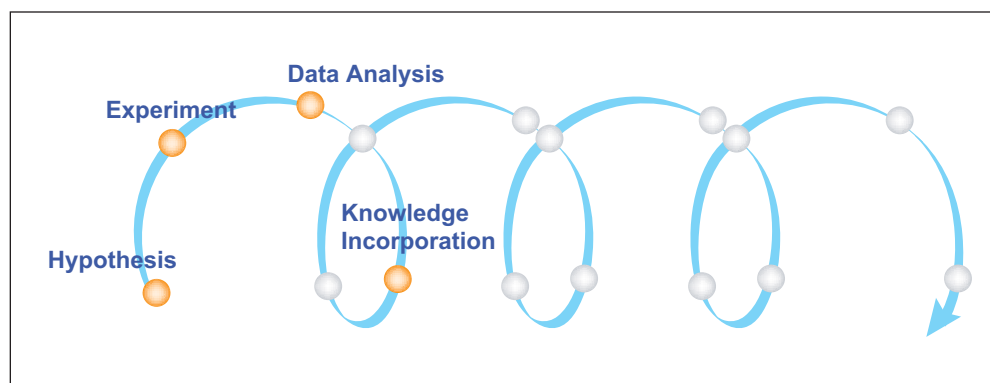 Data Analysis
Experiment
Knowledge
Incorporation
Hypothesis